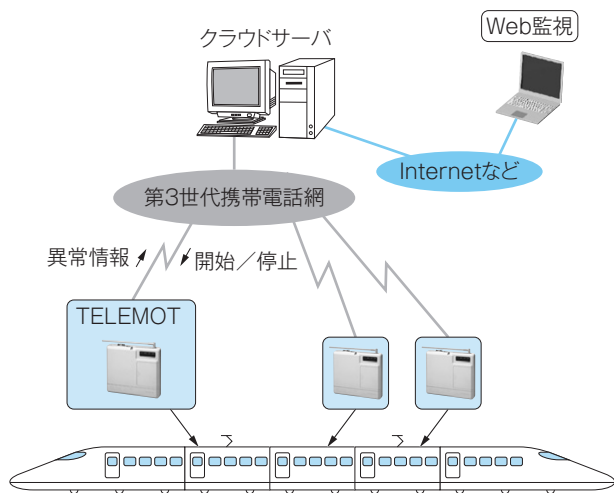 クラウドサーバ
Web監視
Internetなど
第3世代携帯電話網
異常情報
開始／停止
TELEMOT